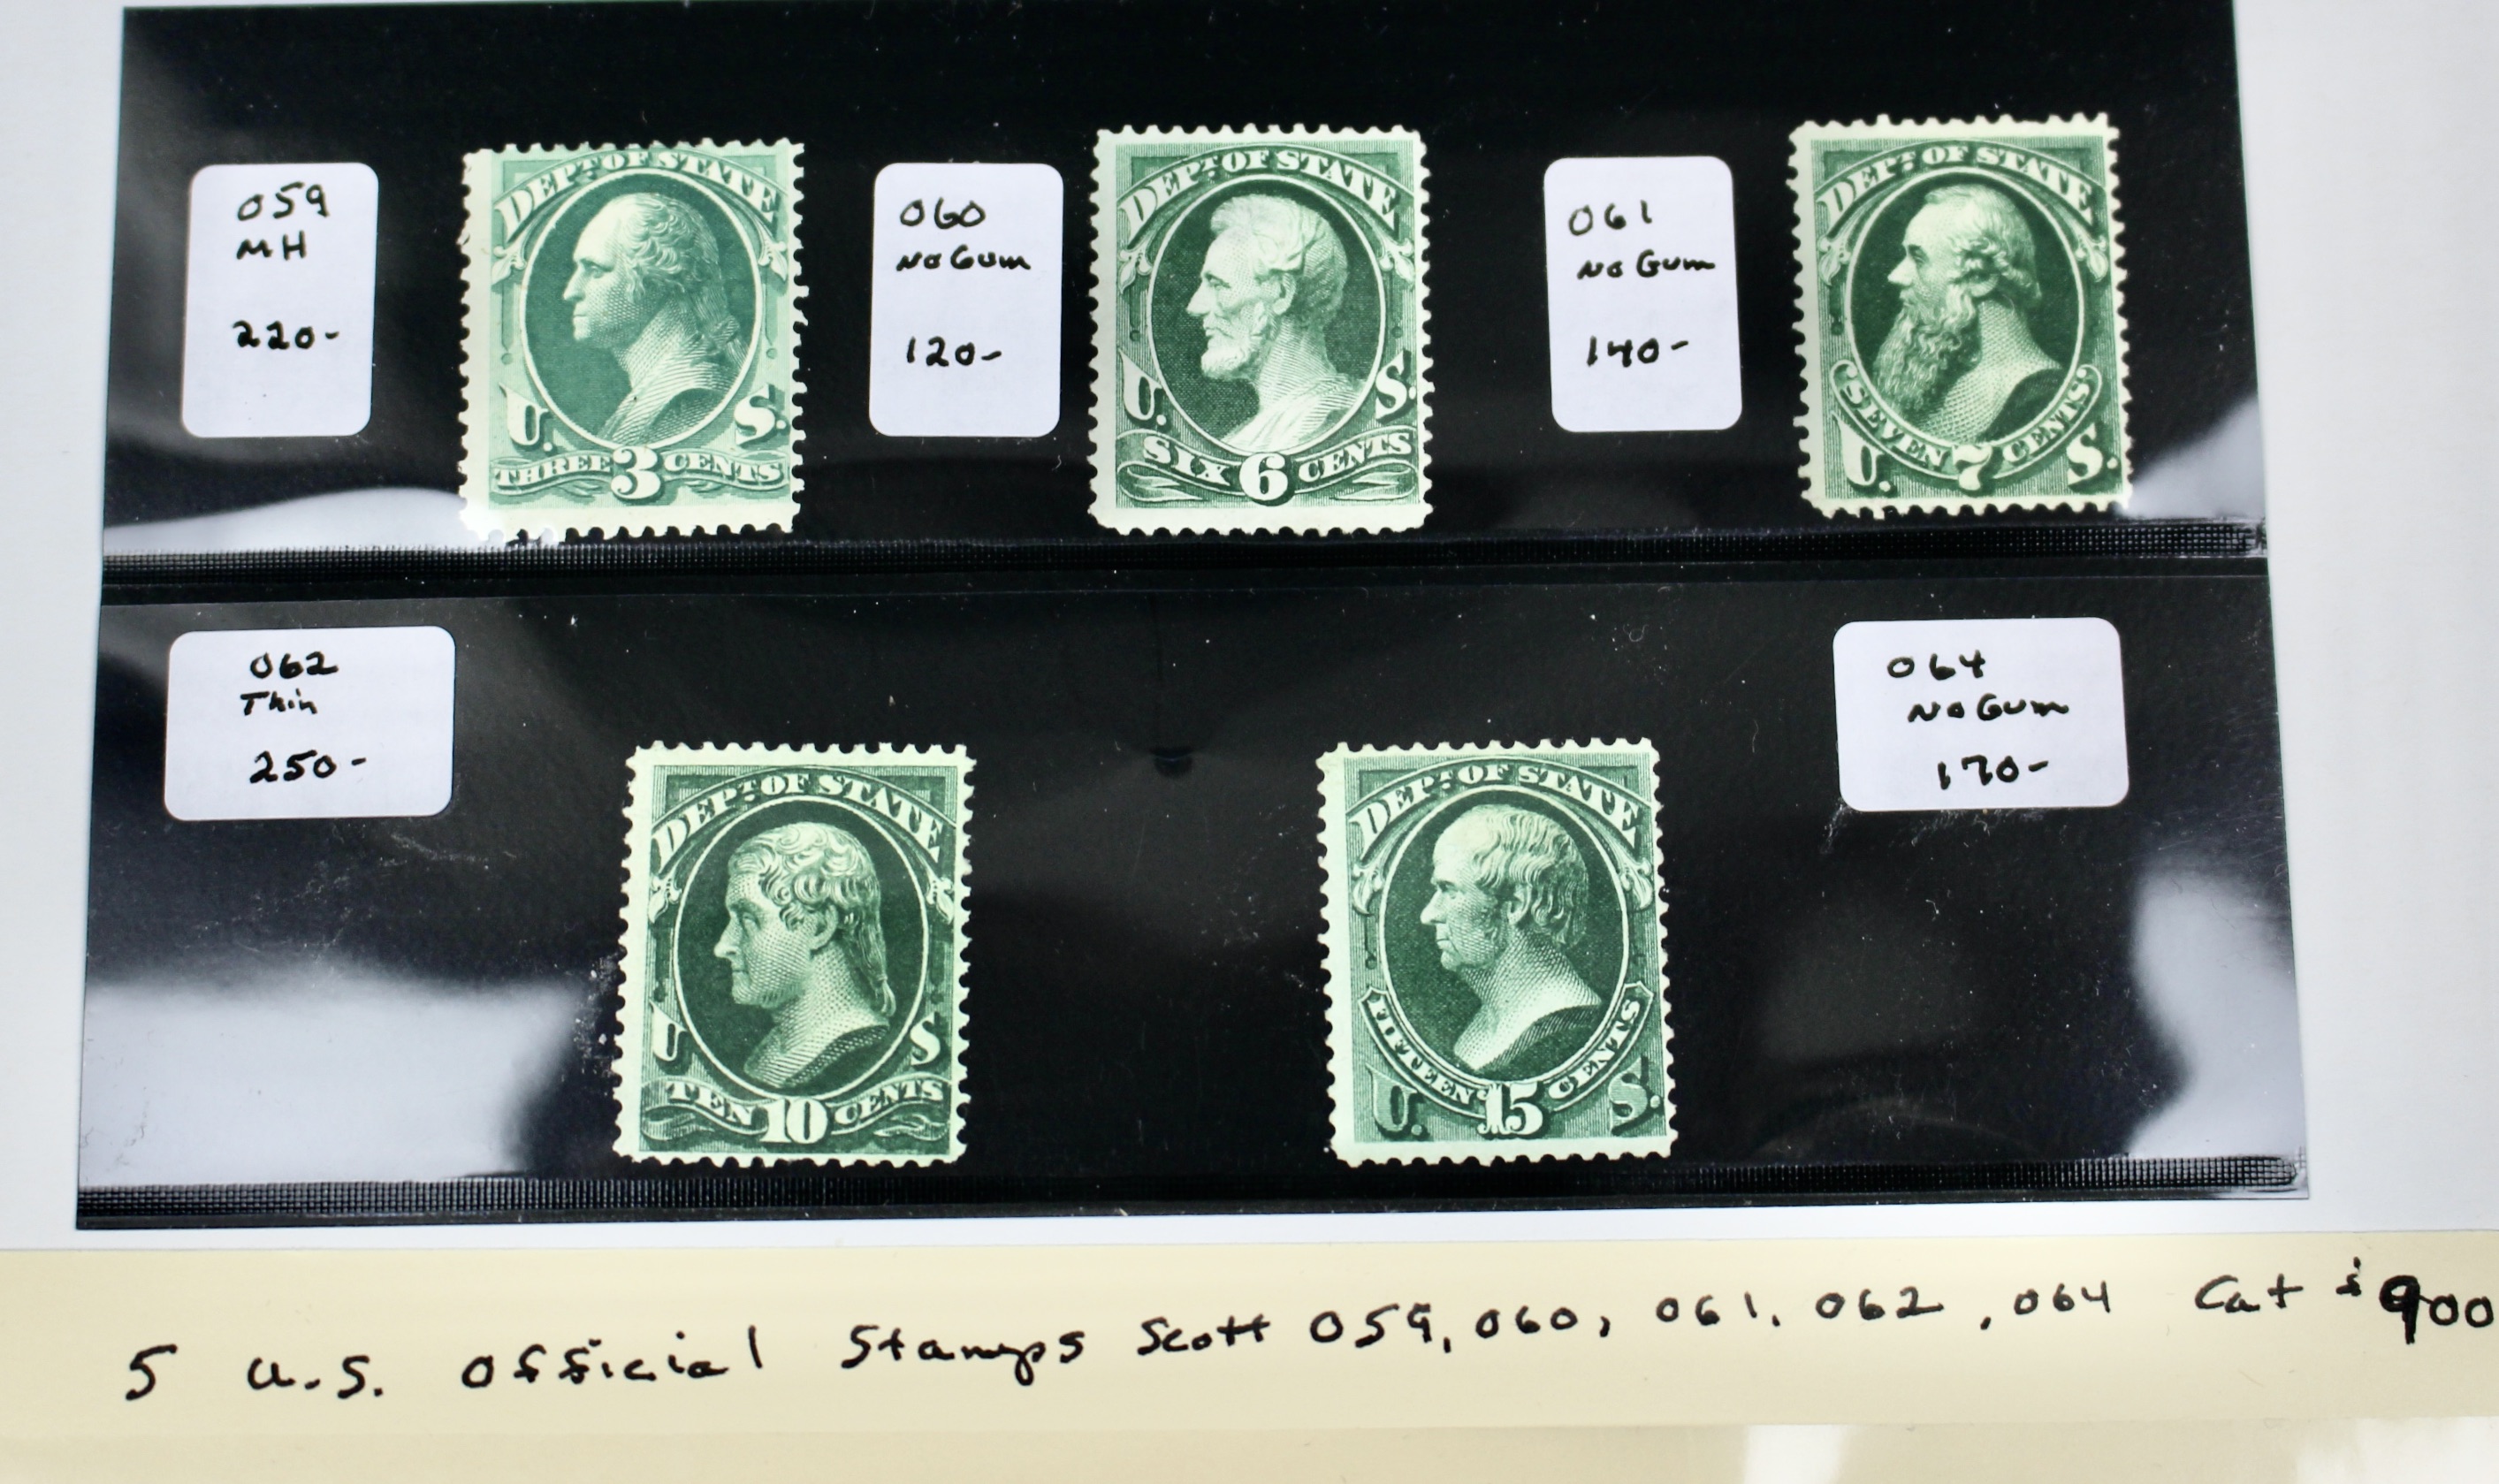 059
MH
220-
DEPT. OF STATE
U. S.
THREE 3 CENTS
060
No Gum
120-
DEPT. OF STATE
U. S.
SIX 6 CENTS
061
No Gum
140-
DEPT. OF STATE
SEVEN 7 CENTS
U. S.
062
Thin
250-
DEPT. OF STATE
U S
TEN 10 CENTS
DEPT. OF STATE
FIFTEEN 15 CENTS
U. S.
064
No Gum
170-
5 U.S. Official Stamps Scott 059, 060, 061, 062, 064 Cat $900